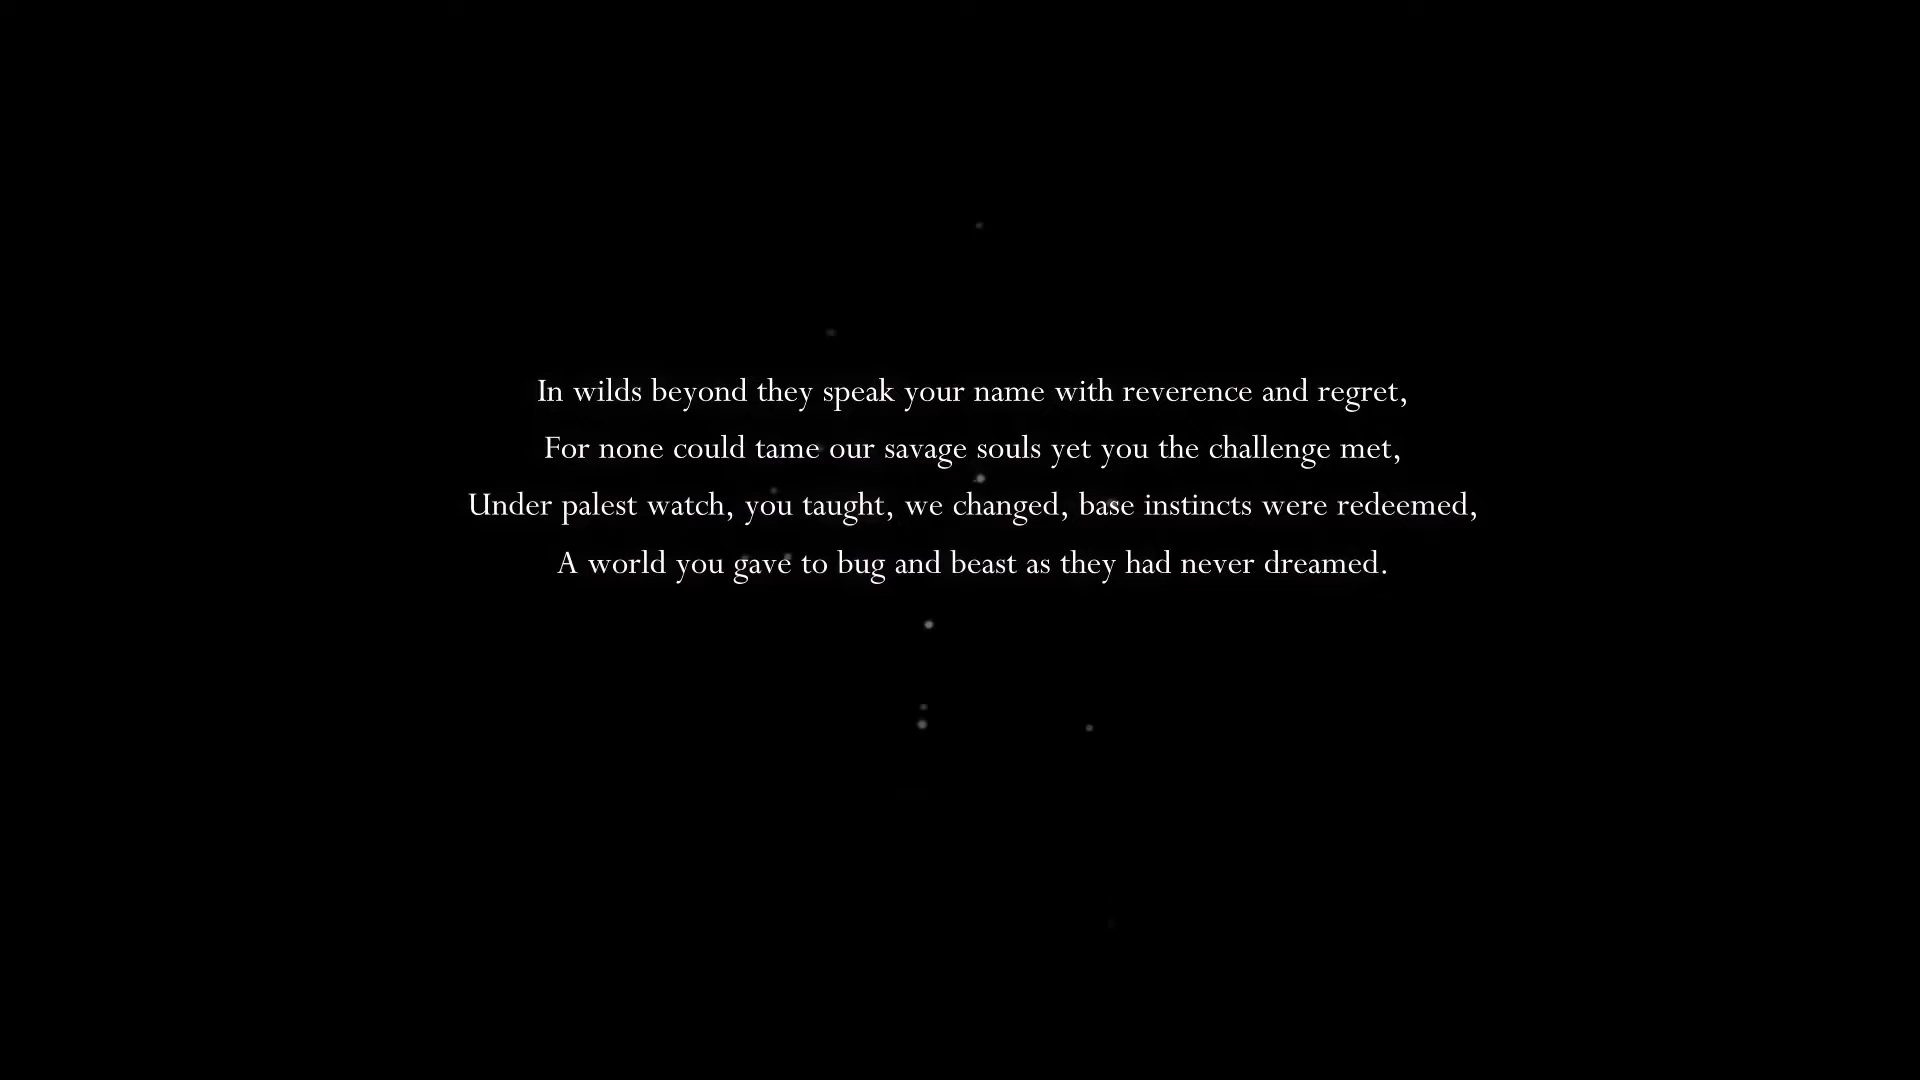 In wilds beyond they speak your name with reverence and regret,
For none could tame our savage souls yet you the challenge met,
Under palest watch, you taught, we changed, base instincts were redeemed,
A world you gave to bug and beast as they had never dreamed.